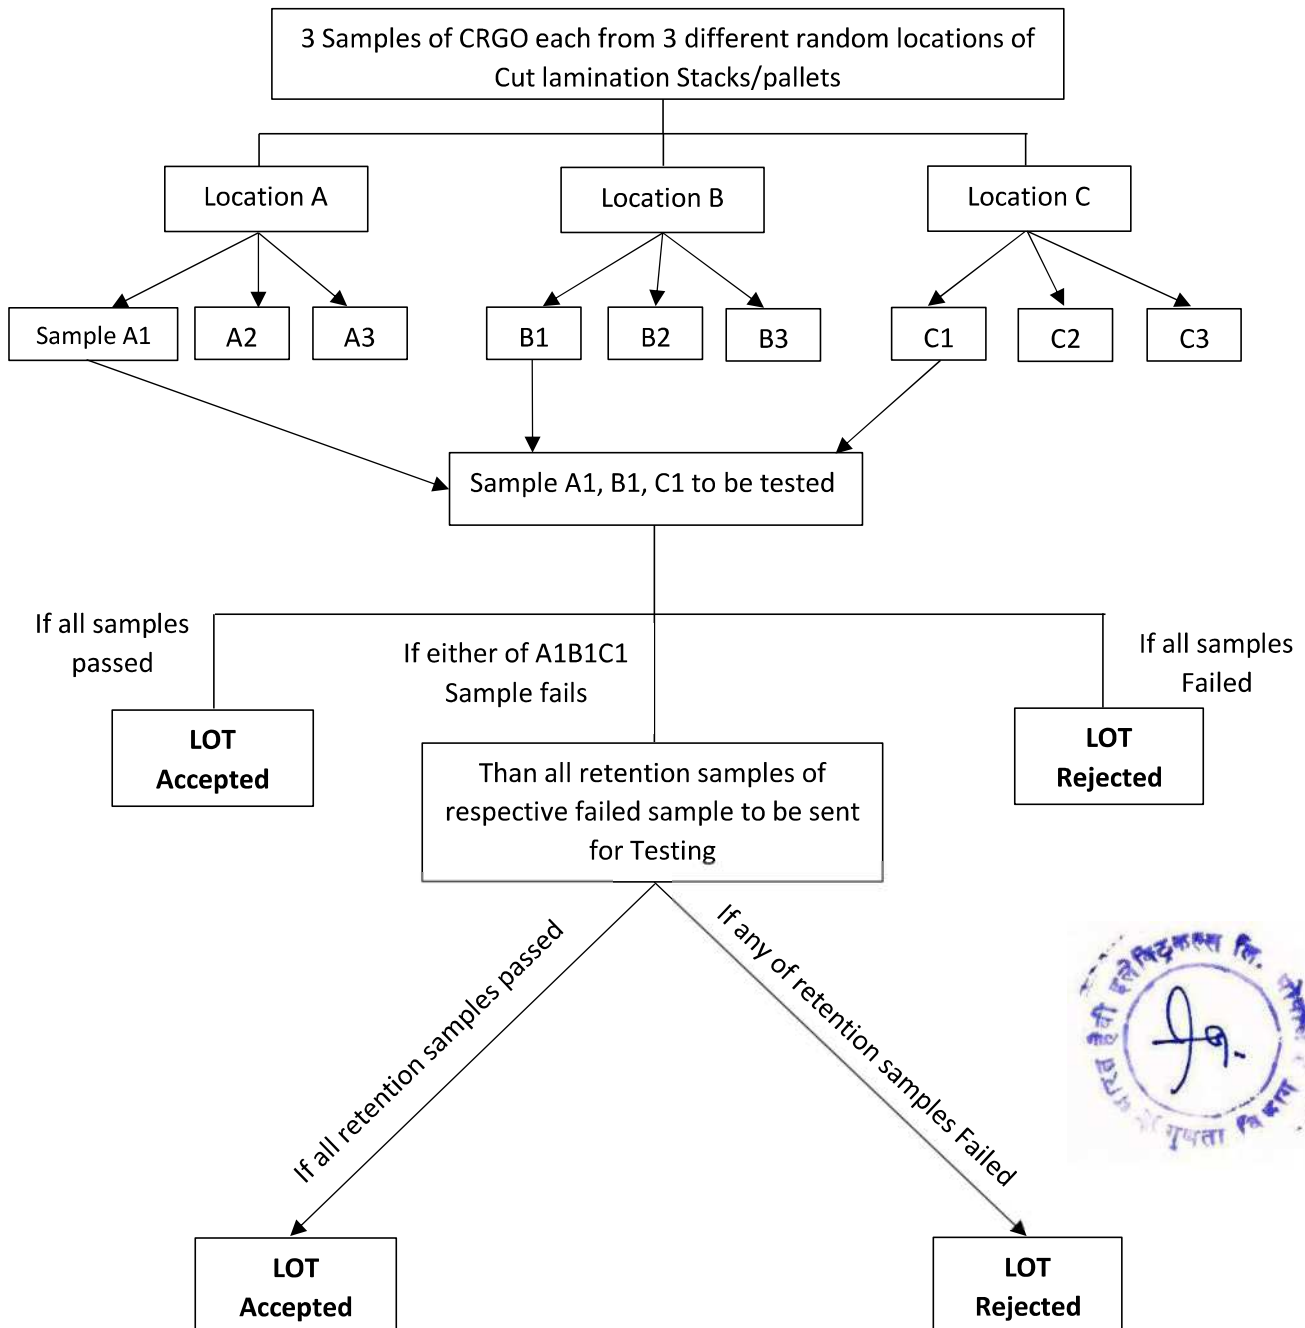 3 Samples of CRGO each from 3 different random locations of
Cut lamination Stacks/pallets
Location A
Location B
Location C
Sample A1
A2
A3
B1
B2
B3
C1
C2
C3
Sample A1, B1, C1 to be tested
If all samples
passed
If either of A1B1C1
Sample fails
If all samples
Failed
LOT
Accepted
LOT
Rejected
Than all retention samples of
respective failed sample to be sent
for Testing
If all retention samples passed
If any of retention samples Failed
हैवी इलेक्ट्रिकल्स लि.
LOT
Accepted
LOT
Rejected